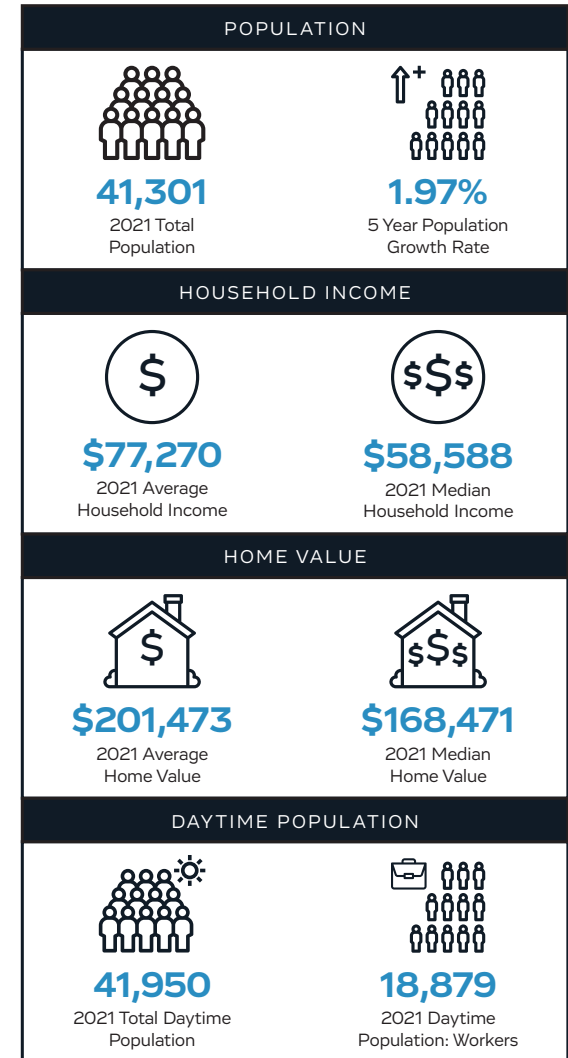 POPULATION
41,301
2021 Total
Population
1.97%
5 Year Population
Growth Rate
HOUSEHOLD INCOME
$
$77,270
2021 Average
Household Income
$$$
$58,588
2021 Median
Household Income
HOME VALUE
$
$201,473
2021 Average
Home Value
$$$
$168,471
2021 Median
Home Value
DAYTIME POPULATION
41,950
2021 Total Daytime
Population
18,879
2021 Daytime
Population: Workers